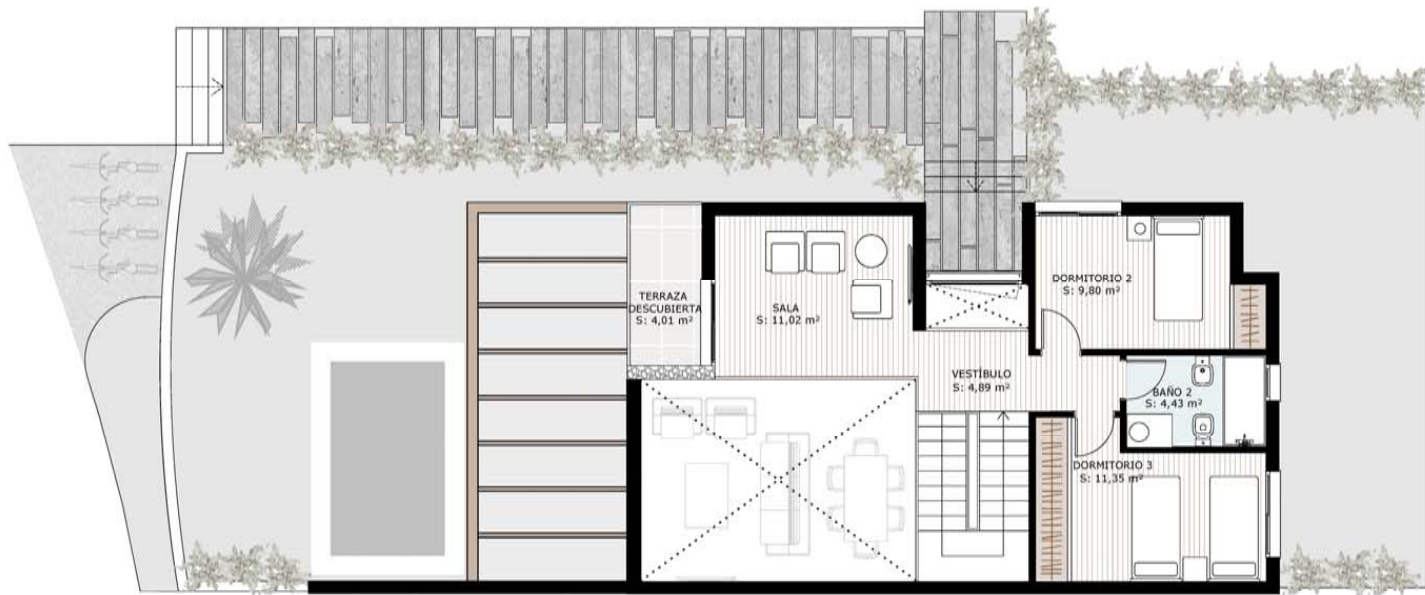 DORMITORIO 2
S: 9,80 m²
TERRAZA
DESCUBIERTA
S: 4,01 m²
SALA
S: 11,02 m²
VESTÍBULO
S: 4,89 m²
BAÑO 2
S: 4,43 m²
DORMITORIO 3
S: 11,35 m²